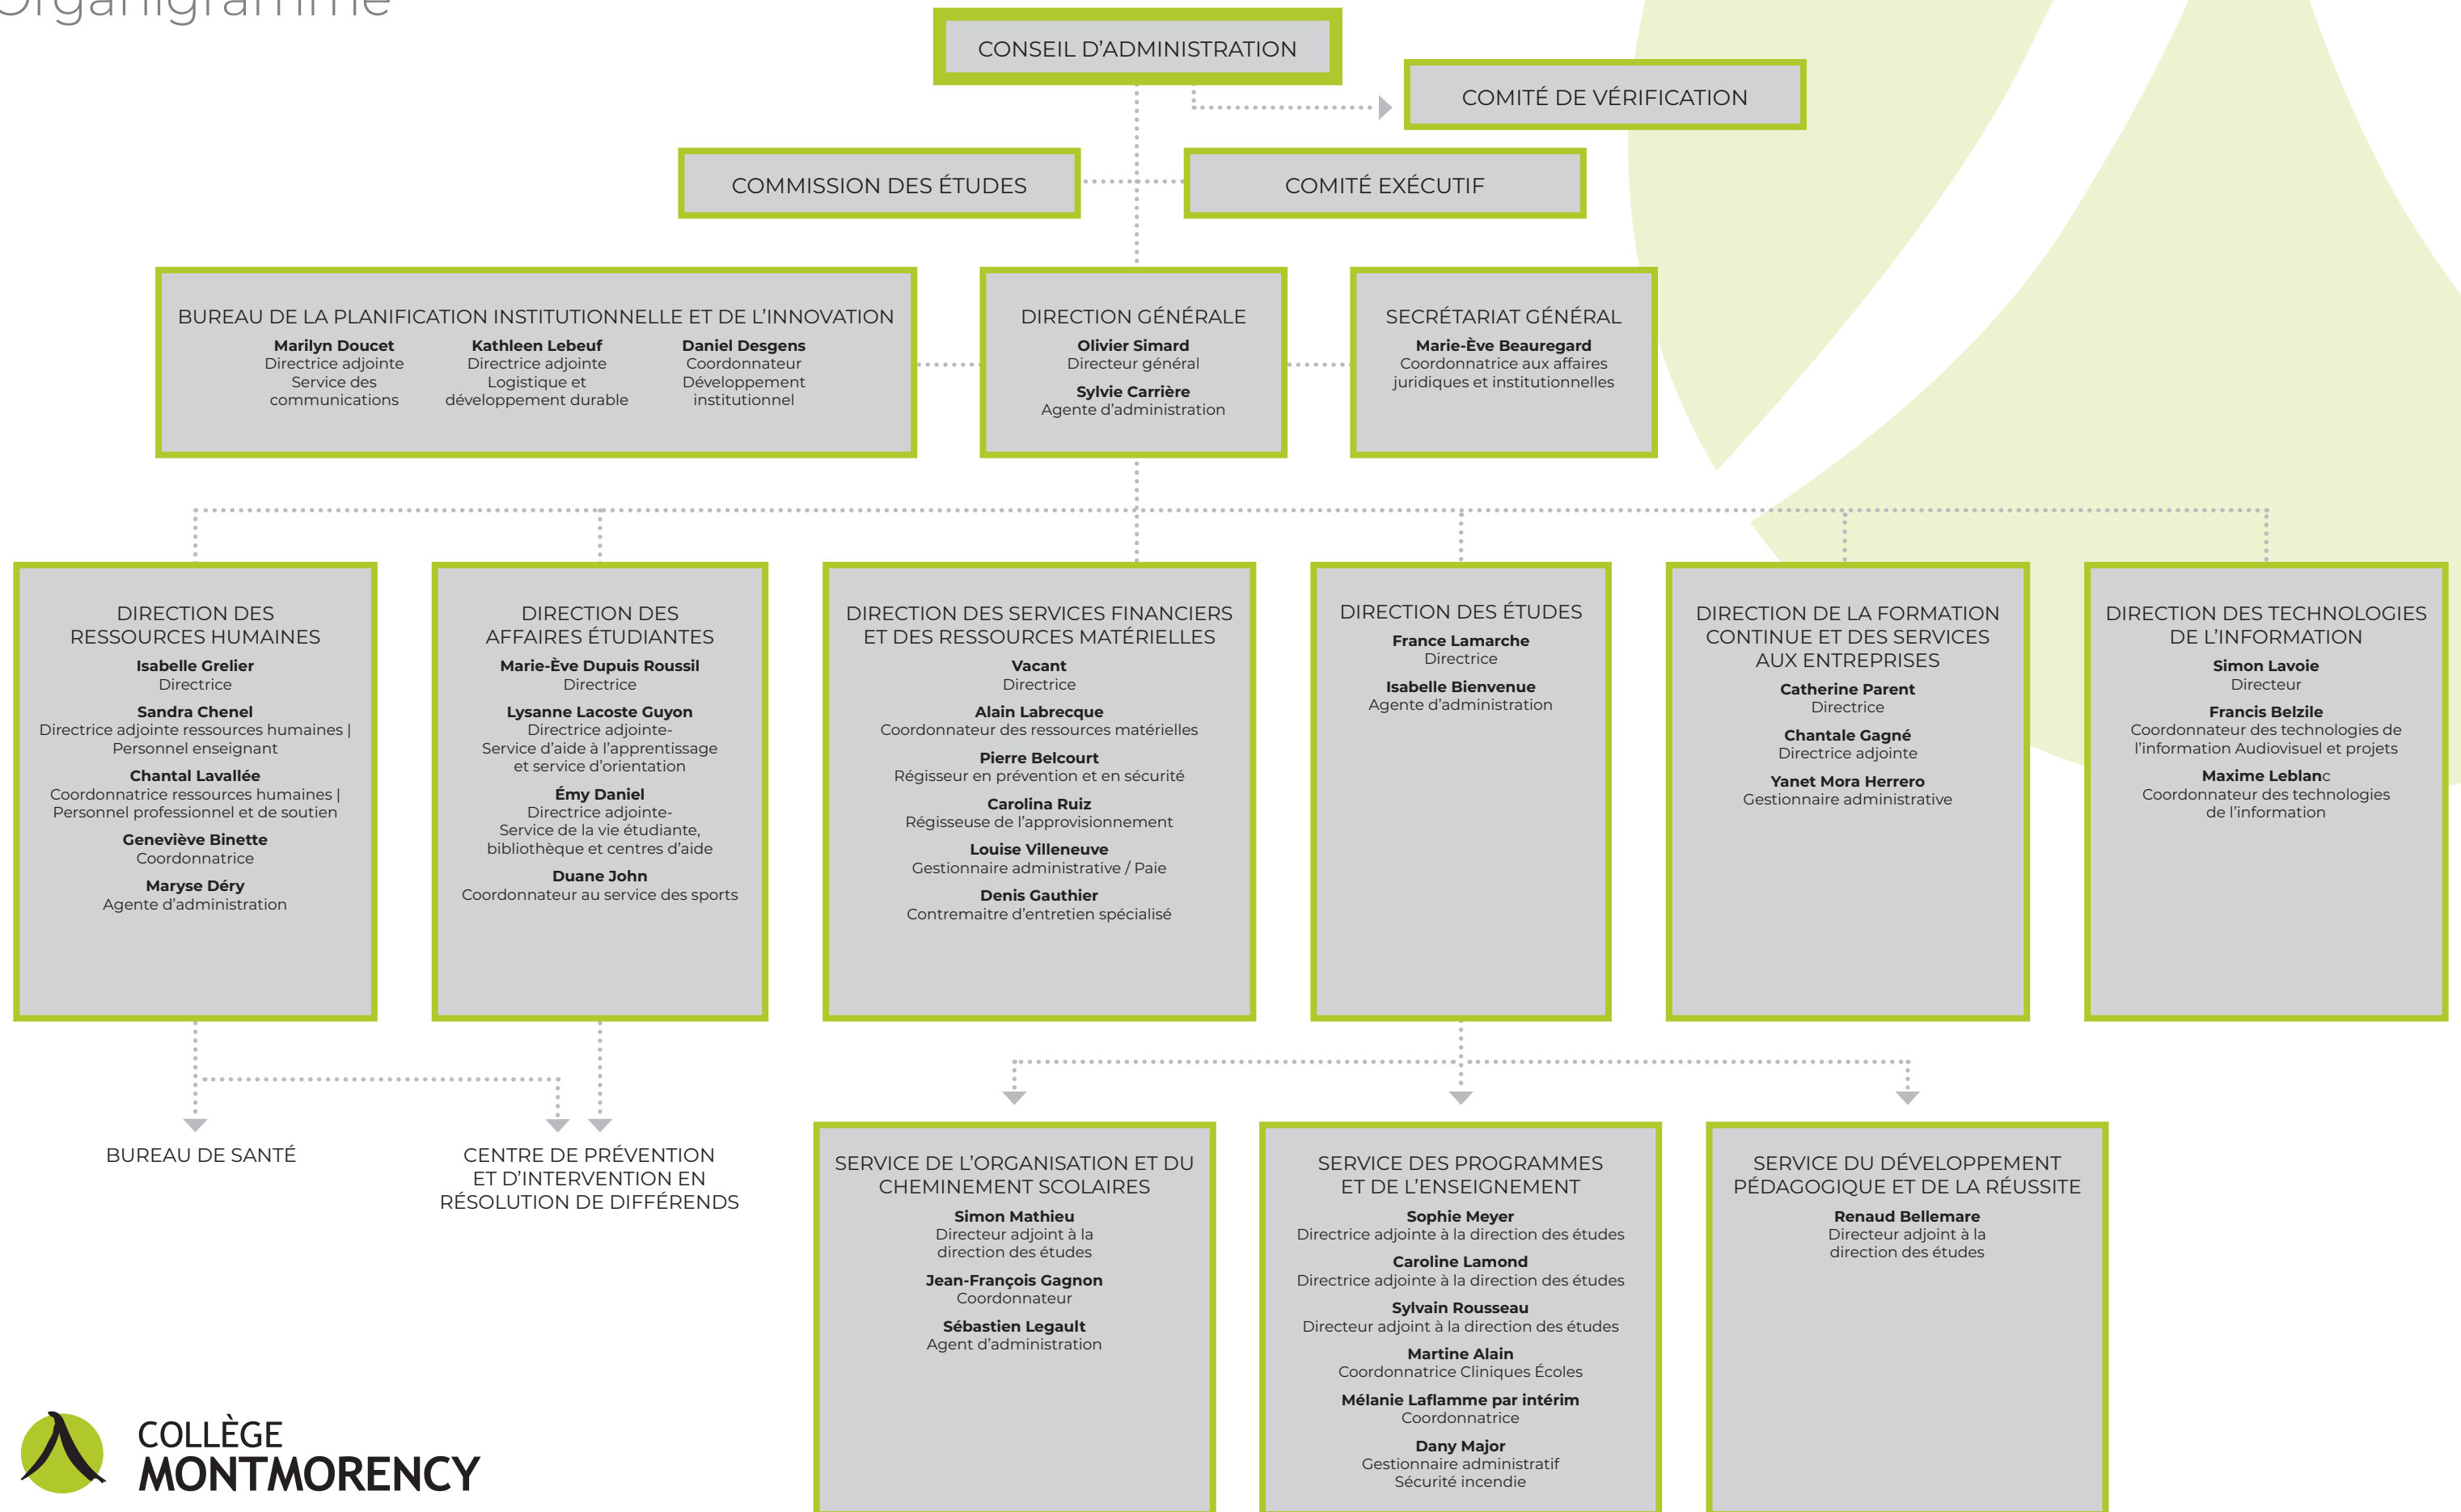 Organigramme
CONSEIL D'ADMINISTRATION
COMITÉ DE VÉRIFICATION
COMMISSION DES ÉTUDES
COMITÉ EXÉCUTIF
BUREAU DE LA PLANIFICATION INSTITUTIONNELLE ET DE L'INNOVATION
Marilyn Doucet
Directrice adjointe
Service des
communications
Kathleen Lebeuf
Directrice adjointe
Logistique et
développement durable
Daniel Desgens
Coordonnateur
Développement
institutionnel
DIRECTION GÉNÉRALE
Olivier Simard
Directeur général
Sylvie Carrière
Agente d'administration
SECRÉTARIAT GÉNÉRAL
Marie-Ève Beauregard
Coordonnatrice aux affaires
juridiques et institutionnelles
DIRECTION DES
RESSOURCES HUMAINES
Isabelle Grelier
Directrice
Sandra Chenel
Directrice adjointe ressources humaines |
Personnel enseignant
Chantal Lavallée
Coordonnatrice ressources humaines |
Personnel professionnel et de soutien
Geneviève Binette
Coordonnatrice
Maryse Déry
Agente d'administration
DIRECTION DES
AFFAIRES ÉTUDIANTES
Marie-Ève Dupuis Roussil
Directrice
Lysanne Lacoste Guyon
Directrice adjointe-
Service d'aide à l'apprentissage
et service d'orientation
Émy Daniel
Directrice adjointe-
Service de la vie étudiante,
bibliothèque et centres d'aide
Duane John
Coordonnateur au service des sports
DIRECTION DES SERVICES FINANCIERS
ET DES RESSOURCES MATÉRIELLES
Vacant
Directrice
Alain Labrecque
Coordonnateur des ressources matérielles
Pierre Belcourt
Régisseur en prévention et en sécurité
Carolina Ruiz
Régisseuse de l'approvisionnement
Louise Villeneuve
Gestionnaire administrative / Paie
Denis Gauthier
Contremaitre d'entretien spécialisé
DIRECTION DES ÉTUDES
France Lamarche
Directrice
Isabelle Bienvenue
Agente d'administration
DIRECTION DE LA FORMATION
CONTINUE ET DES SERVICES
AUX ENTREPRISES
Catherine Parent
Directrice
Chantale Gagné
Directrice adjointe
Yanet Mora Herrero
Gestionnaire administrative
DIRECTION DES TECHNOLOGIES
DE L'INFORMATION
Simon Lavoie
Directeur
Francis Belzile
Coordonnateur des technologies de
l'information Audiovisuel et projets
Maxime Leblanc
Coordonnateur des technologies
de l'information
BUREAU DE SANTÉ
CENTRE DE PRÉVENTION
ET D'INTERVENTION EN
RÉSOLUTION DE DIFFÉRENDS
SERVICE DE L'ORGANISATION ET DU
CHEMINEMENT SCOLAIRES
Simon Mathieu
Directeur adjoint à la
direction des études
Jean-François Gagnon
Coordonnateur
Sébastien Legault
Agent d'administration
SERVICE DES PROGRAMMES
ET DE L'ENSEIGNEMENT
Sophie Meyer
Directrice adjointe à la direction des études
Caroline Lamond
Directrice adjointe à la direction des études
Sylvain Rousseau
Directeur adjoint à la direction des études
Martine Alain
Coordonnatrice Cliniques Écoles
Mélanie Laflamme par intérim
Coordonnatrice
Dany Major
Gestionnaire administratif
Sécurité incendie
SERVICE DU DÉVELOPPEMENT
PÉDAGOGIQUE ET DE LA RÉUSSITE
Renaud Bellemare
Directeur adjoint à la
direction des études
COLLÈGE
MONTMORENCY